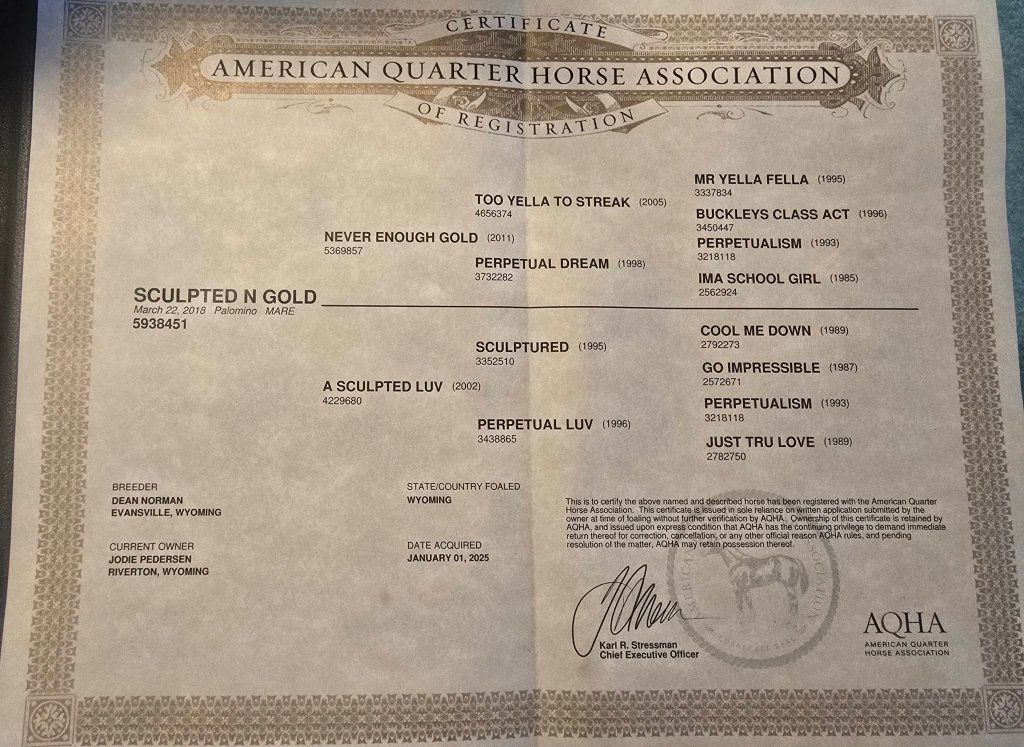 CERTIFICATE
AMERICAN QUARTER HORSE ASSOCIATION
OF REGISTRATION
MR YELLA FELLA (1995)
3337834
TOO YELLA TO STREAK (2005)
4656374
BUCKLEYS CLASS ACT (1996)
3450447
NEVER ENOUGH GOLD (2011)
5369857
PERPETUALISM (1993)
3218118
PERPETUAL DREAM (1998)
3732282
IMA SCHOOL GIRL (1985)
2562924
SCULPTED N GOLD
March 22, 2018 Palomino MARE
5938451
COOL ME DOWN (1989)
2792273
SCULPTURED (1995)
3352510
GO IMPRESSIBLE (1987)
2572671
A SCULPTED LUV (2002)
4229680
PERPETUALISM (1993)
3218118
PERPETUAL LUV (1996)
3438865
JUST TRU LOVE (1989)
2782750
BREEDER
DEAN NORMAN
EVANSVILLE, WYOMING
STATE/COUNTRY FOALED
WYOMING
CURRENT OWNER
JODIE PEDERSEN
RIVERTON, WYOMING
DATE ACQUIRED
JANUARY 01, 2025
This is to certify the above named and described horse has been registered with the American Quarter
Horse Association. This certificate is issued in sole reliance on written application submitted by the
owner at time of foaling without further verification by AQHA. Ownership of this certificate is retained by
AQHA, and issued upon express condition that AQHA has the continuing privilege to demand immediate
return thereof for correction, cancellation, or any other official reason AQHA rules, and pending
resolution of the matter, AQHA may retain possession thereof.
Karl R. Stressman
Chief Executive Officer
AQHA
AMERICAN QUARTER
HORSE ASSOCIATION